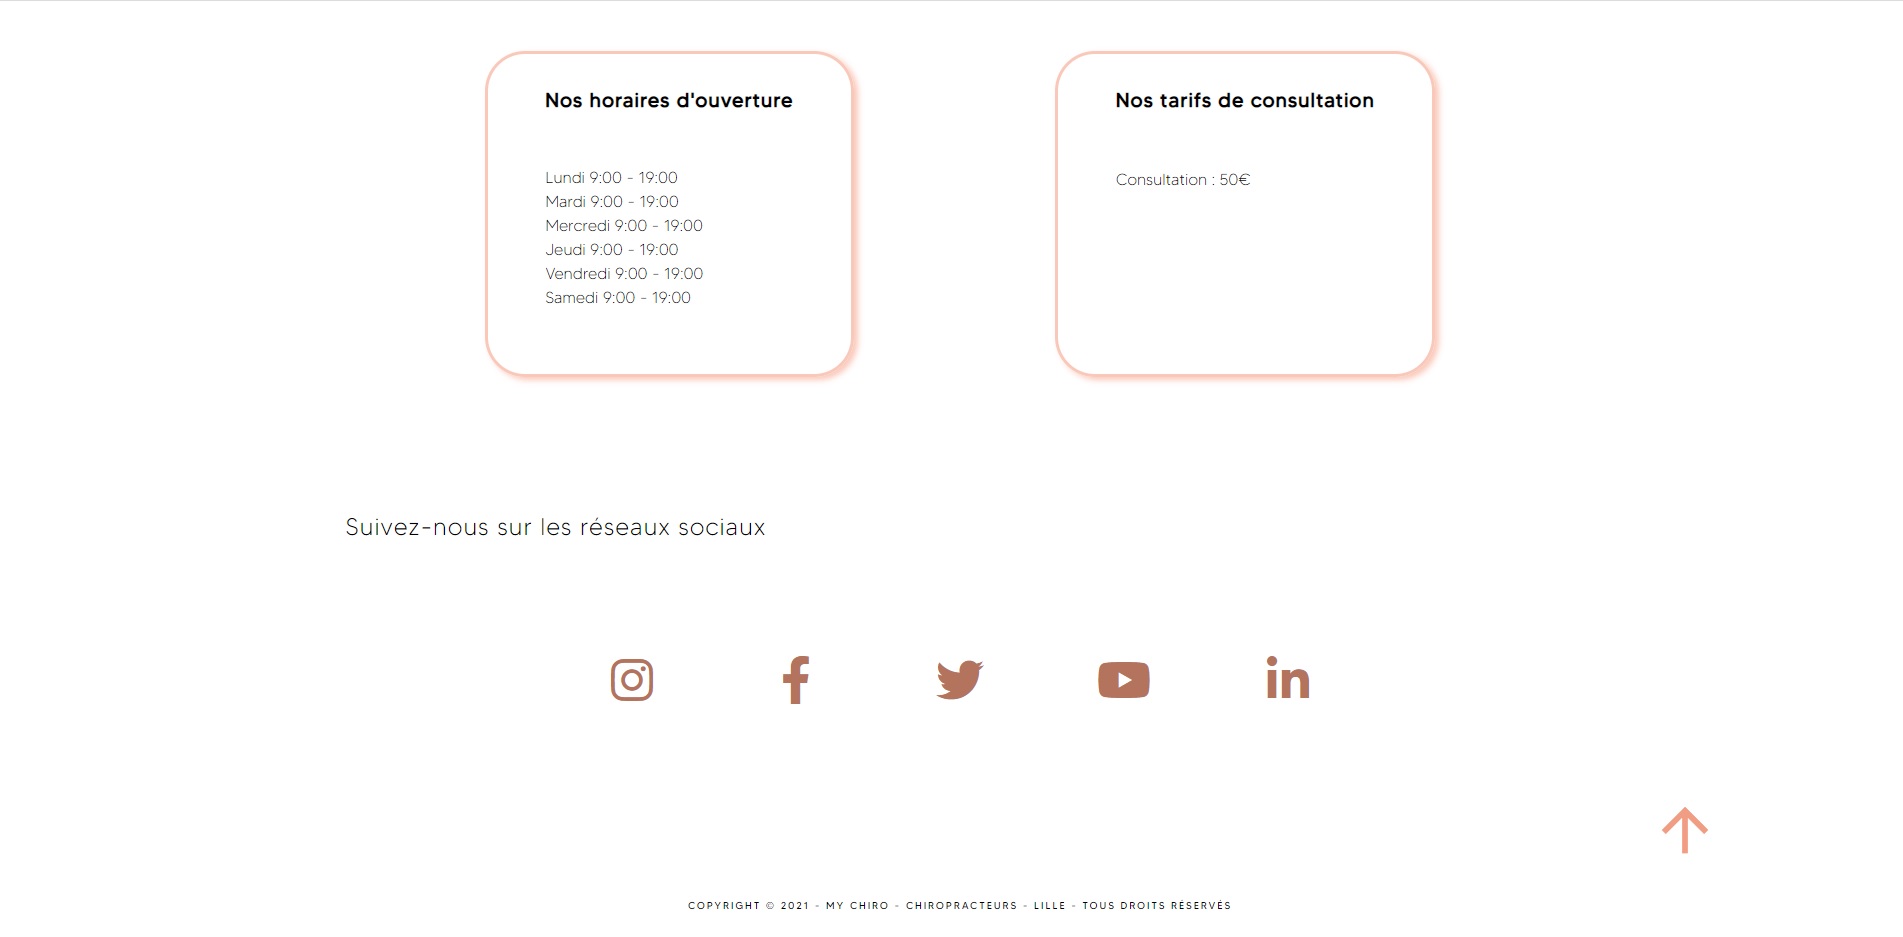 Nos horaires d'ouverture
Lundi 9:00 - 19:00
Mardi 9:00 - 19:00
Mercredi 9:00 - 19:00
Jeudi 9:00 - 19:00
Vendredi 9:00 - 19:00
Samedi 9:00 - 19:00
Nos tarifs de consultation
Consultation : 50€
Suivez-nous sur les réseaux sociaux
COPYRIGHT © 2021 - MY CHIRO - CHIROPRACTEURS - LILLE - TOUS DROITS RÉSERVÉS